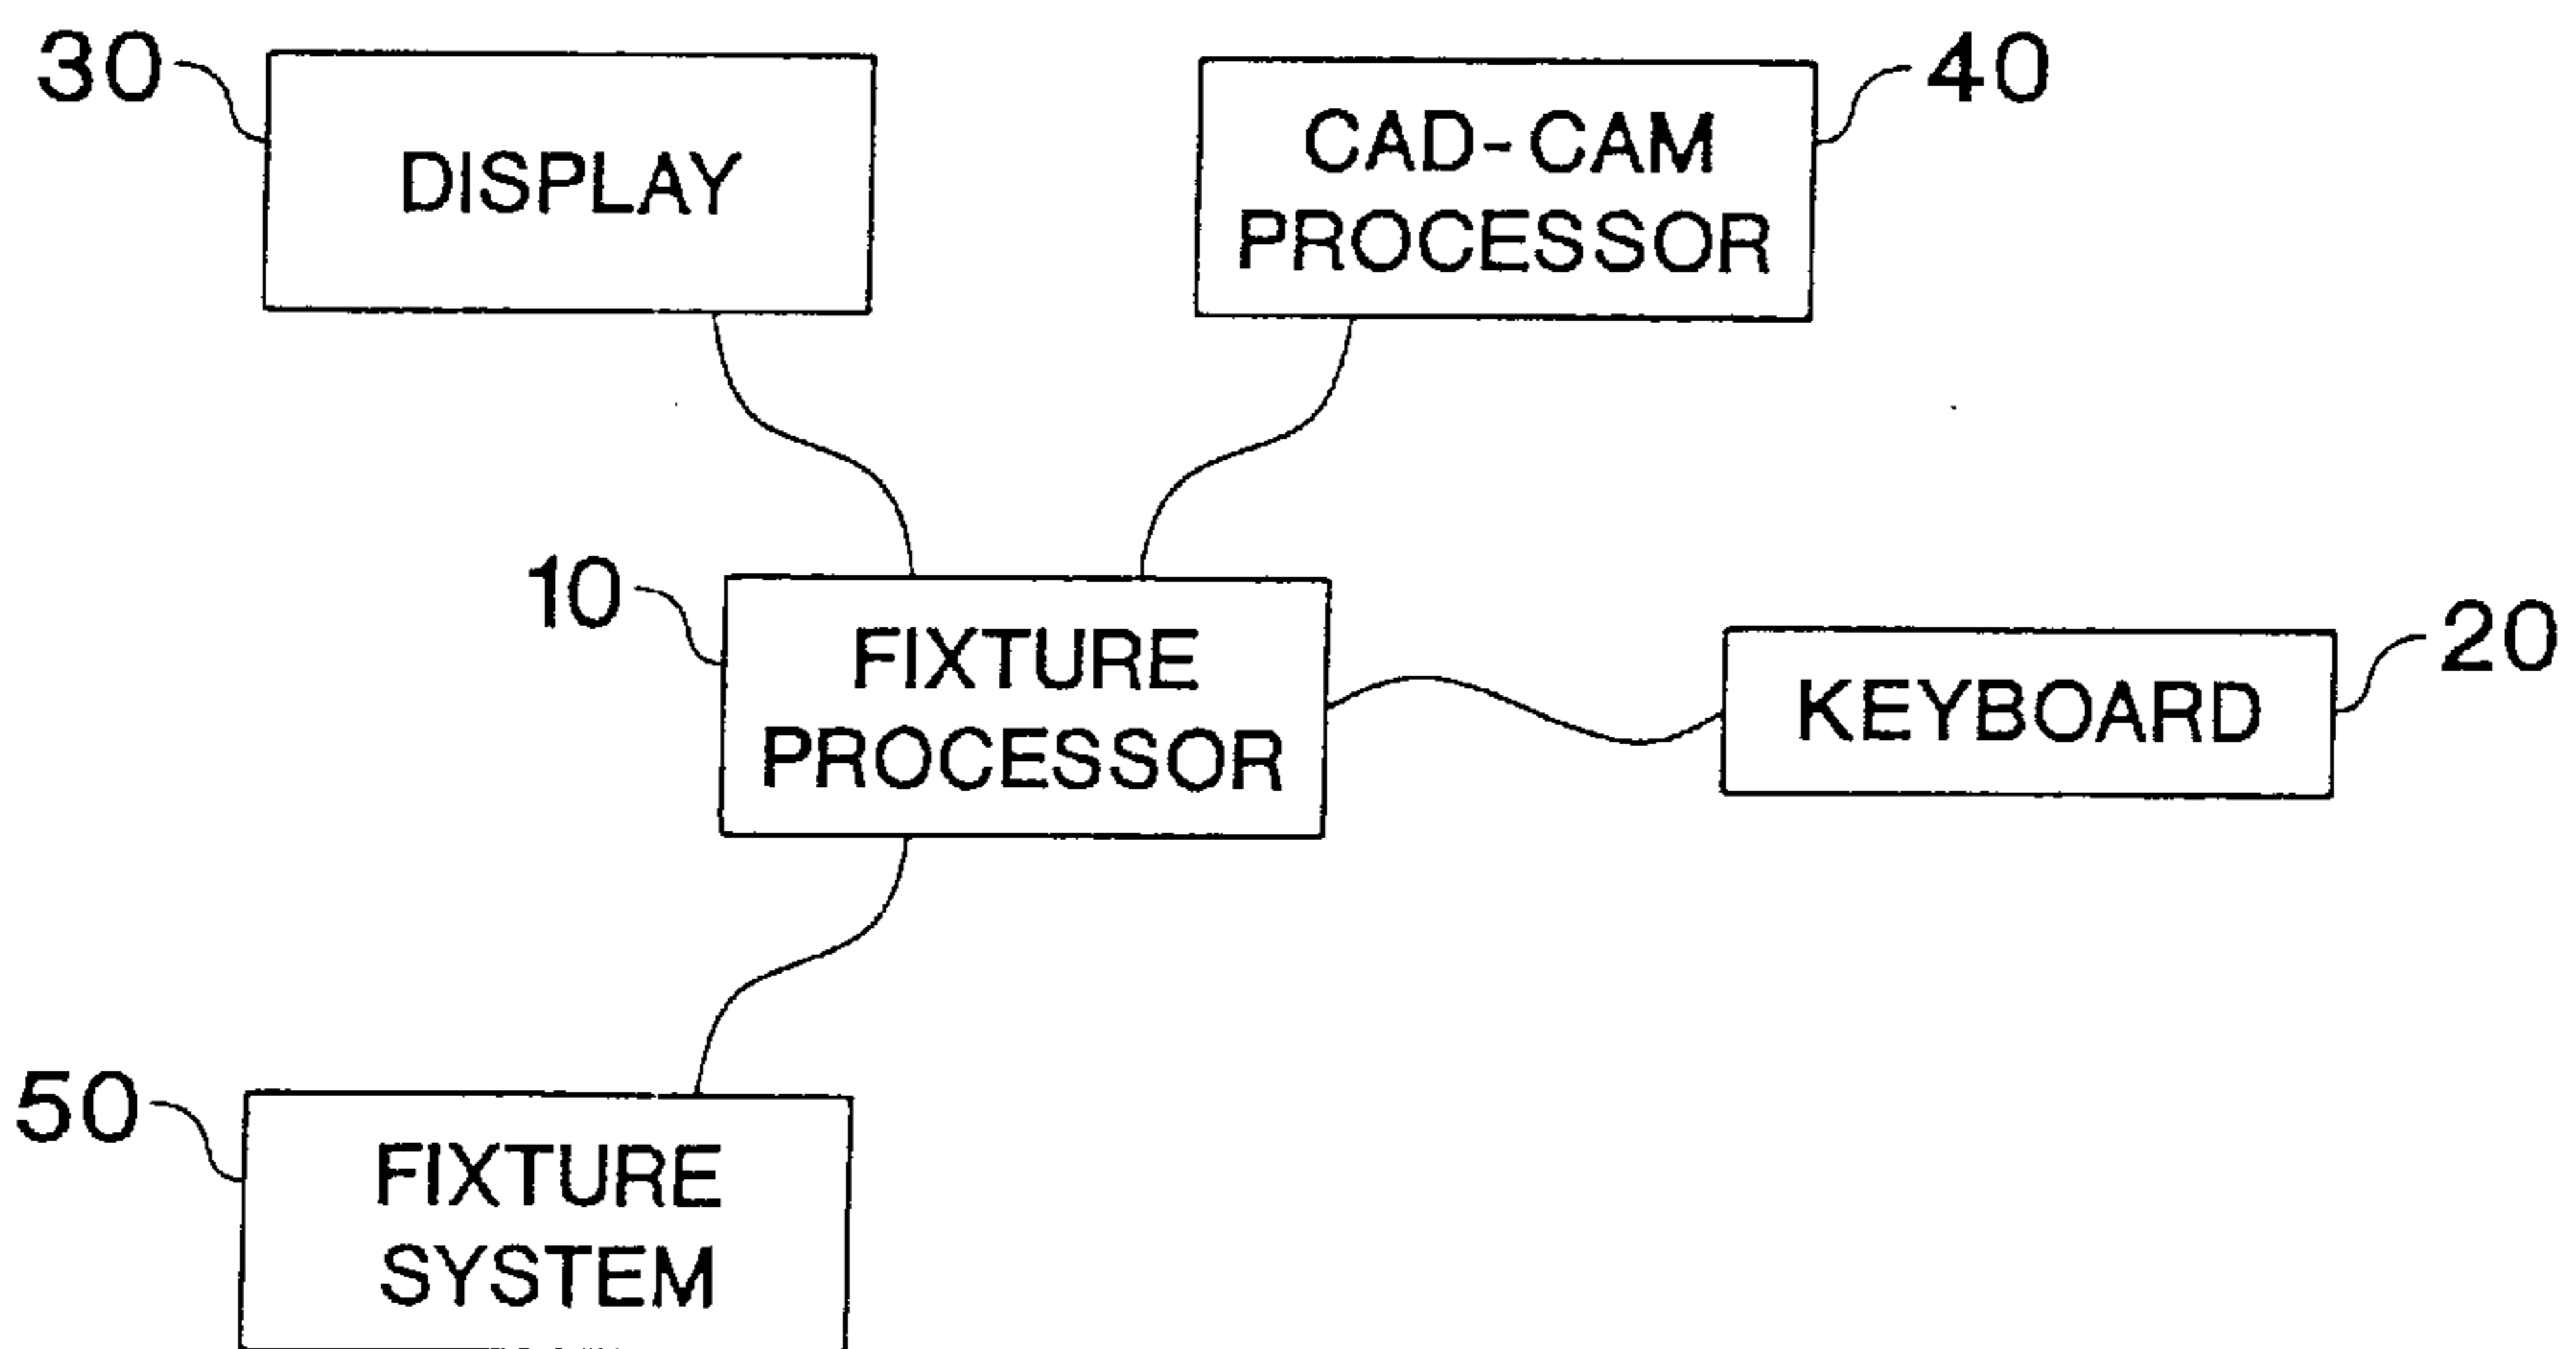 30
DISPLAY
CAD-CAM
PROCESSOR
40
10
FIXTURE
PROCESSOR
KEYBOARD
20
50
FIXTURE
SYSTEM